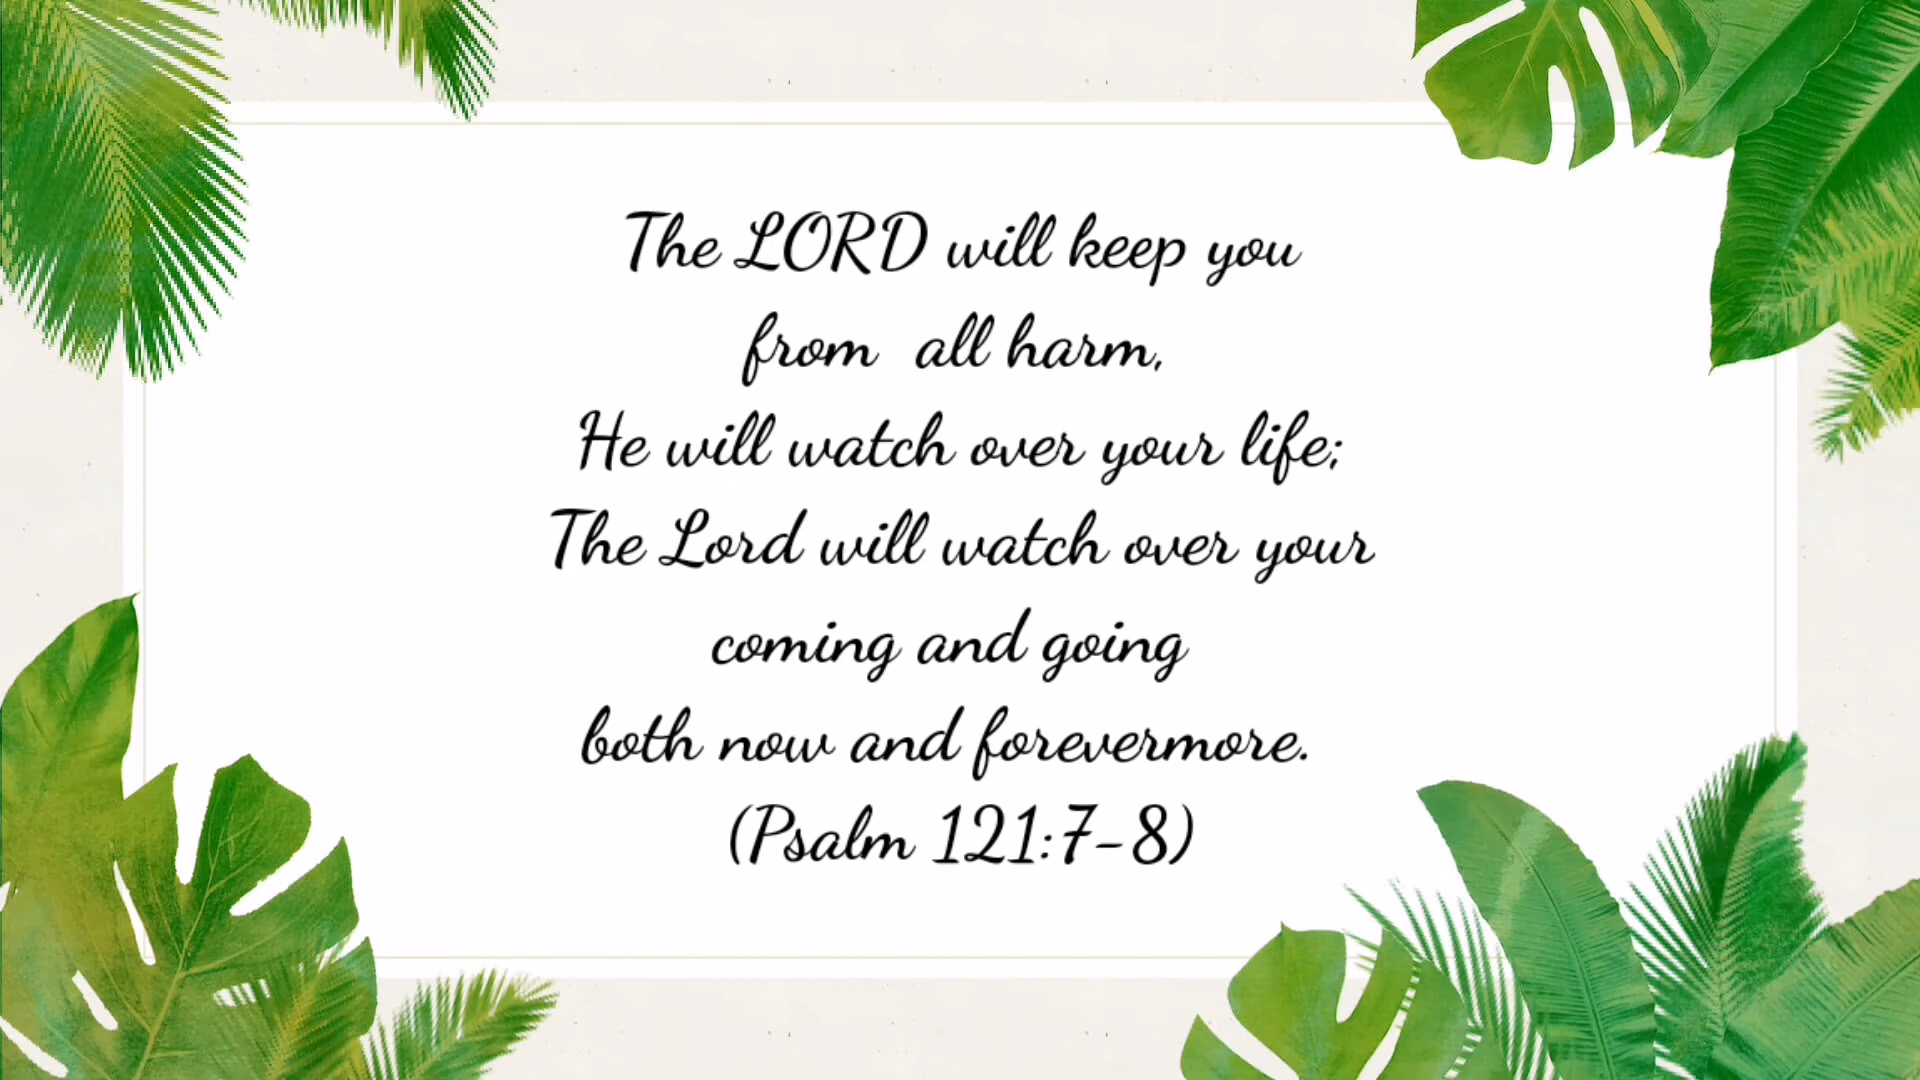 The LORD will keep you
from all harm,
He will watch over your life;
The Lord will watch over your
coming and going
both now and forevermore.
(Psalm 121:7-8)